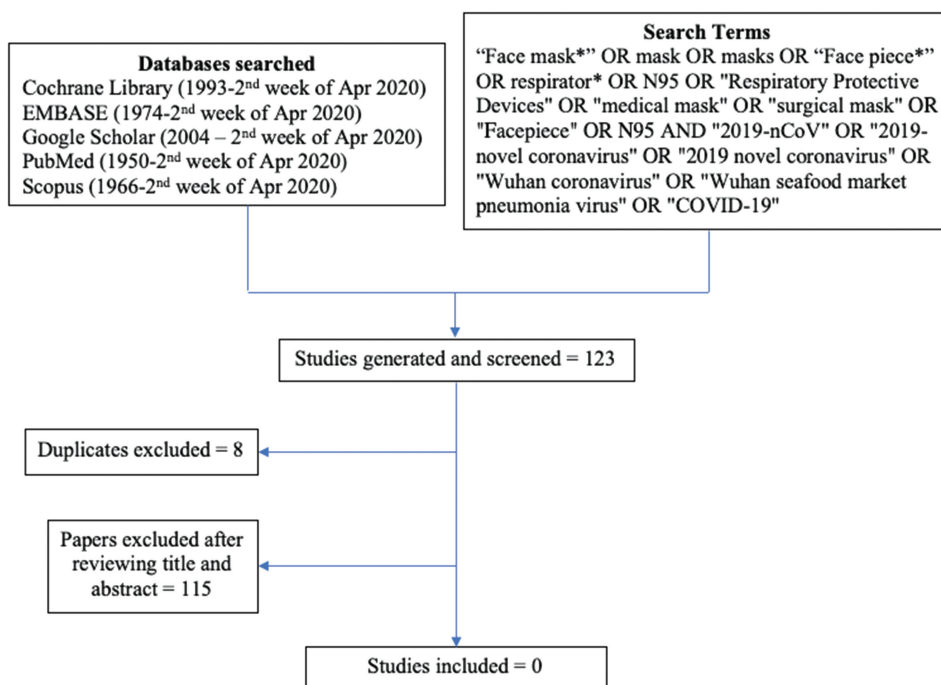 Databases searched
Cochrane Library (1993-2nd week of Apr 2020)
EMBASE (1974-2nd week of Apr 2020)
Google Scholar (2004 – 2nd week of Apr 2020)
PubMed (1950-2nd week of Apr 2020)
Scopus (1966-2nd week of Apr 2020)
Search Terms
“Face mask*” OR mask OR masks OR “Face piece*”
OR respirator* OR N95 OR "Respiratory Protective
Devices" OR "medical mask" OR "surgical mask" OR
"Facepiece" OR N95 AND "2019-nCoV" OR "2019-
novel coronavirus" OR "2019 novel coronavirus" OR
"Wuhan coronavirus" OR "Wuhan seafood market
pneumonia virus" OR "COVID-19"
Studies generated and screened = 123
Duplicates excluded = 8
Papers excluded after
reviewing title and
abstract = 115
Studies included = 0